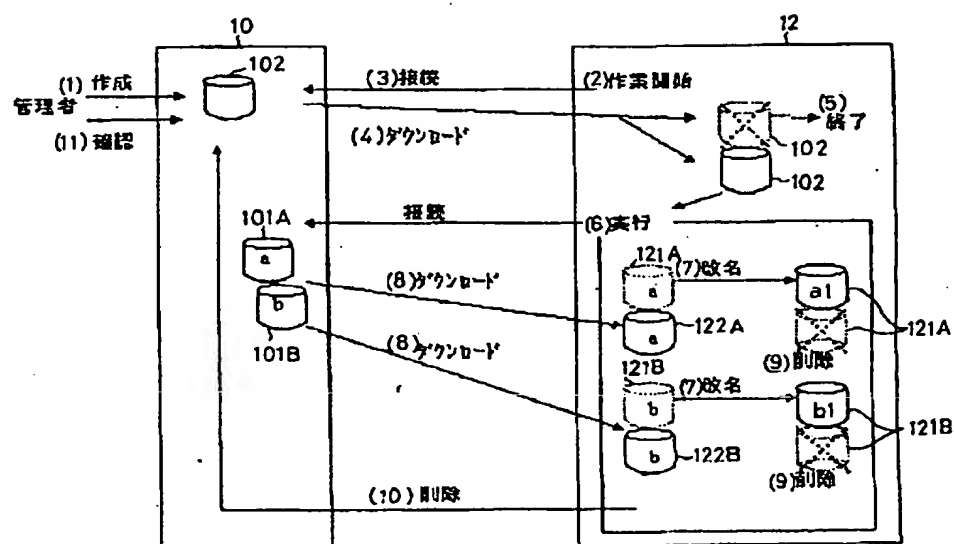 10
12
102
(1) 作成
管理者
(11) 確認
(3)接続
(2)作業開始
(4)ダウンロード
(5)
終了
102
102
接続
(6)実行
101A
a
b
101B
(8)ダウンロード
(8)ダウンロード
121A
(7)改名
a
a1
122A
a
121A
(9)削除
121B
(7)改名
b
b1
122B
b
121B
(9)削除
(10)削除